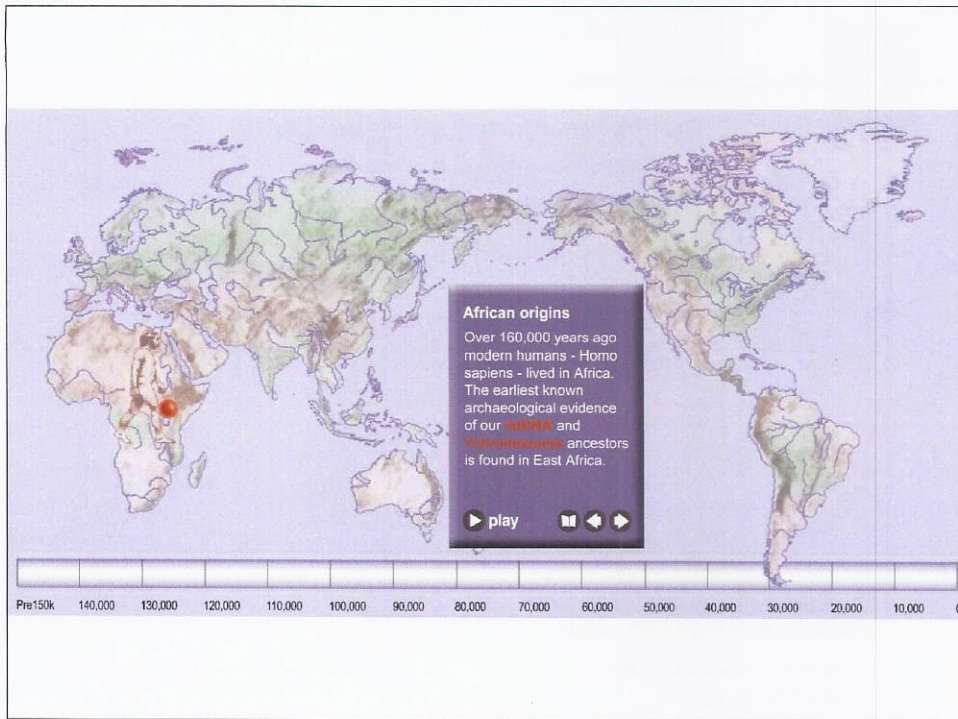 African origins
Over 160,000 years ago
modern humans - Homo
sapiens - lived in Africa.
The earliest known
archaeological evidence
of our mtDNA and
Ychromosome ancestors
is found in East Africa.
play
Pre150k 140,000 130,000 120,000 110,000 100,000 90,000 80,000 70,000 60,000 50,000 40,000 30,000 20,000 10,000